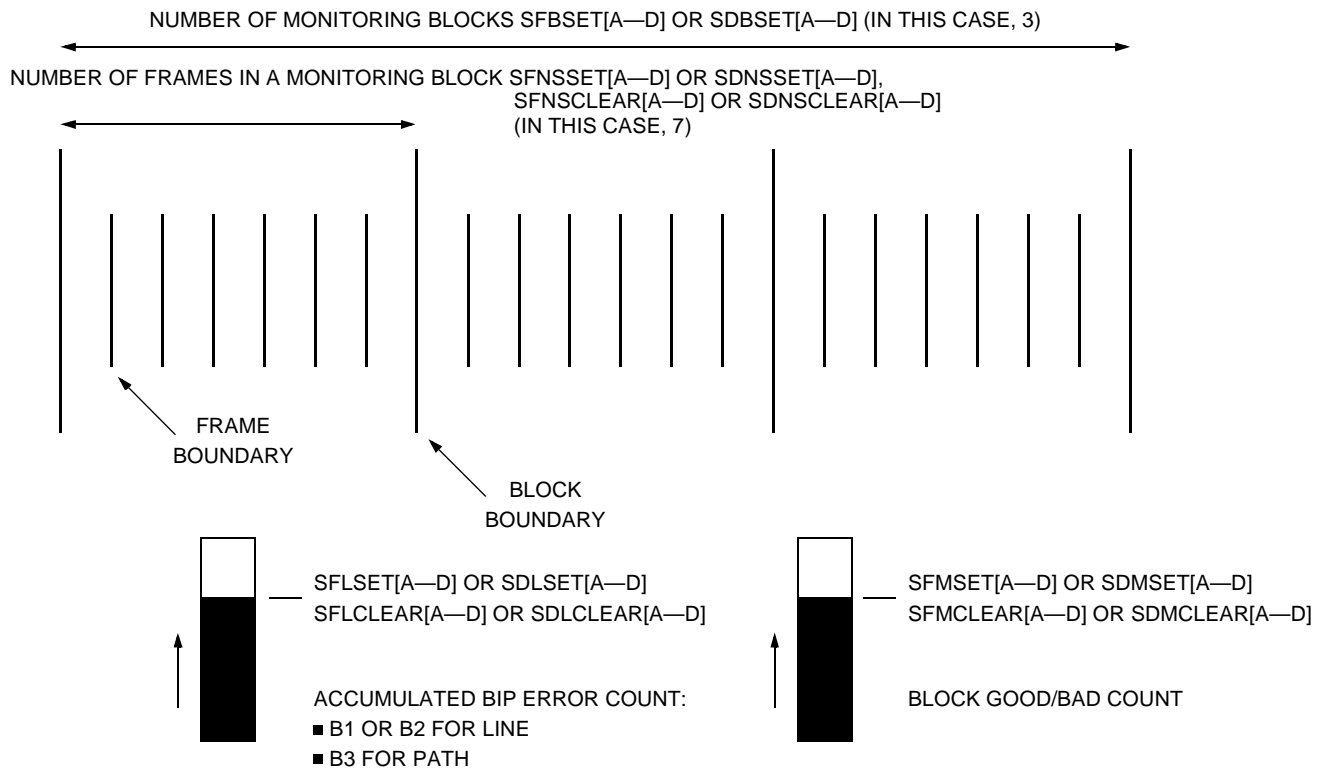 NUMBER OF MONITORING BLOCKS SFBSET[A—D] OR SDBSET[A—D] (IN THIS CASE, 3)
NUMBER OF FRAMES IN A MONITORING BLOCK SFNSSET[A—D] OR SDNSSET[A—D],
SFNSCLEAR[A—D] OR SDNSCLEAR[A—D]
(IN THIS CASE, 7)
FRAME
BOUNDARY
BLOCK
BOUNDARY
SFLSET[A—D] OR SDLSET[A—D]
SFLCLEAR[A—D] OR SDLCLEAR[A—D]
ACCUMULATED BIP ERROR COUNT:
■ B1 OR B2 FOR LINE
■ B3 FOR PATH
SFMSET[A—D] OR SDMSET[A—D]
SFMCLEAR[A—D] OR SDMCLEAR[A—D]
BLOCK GOOD/BAD COUNT